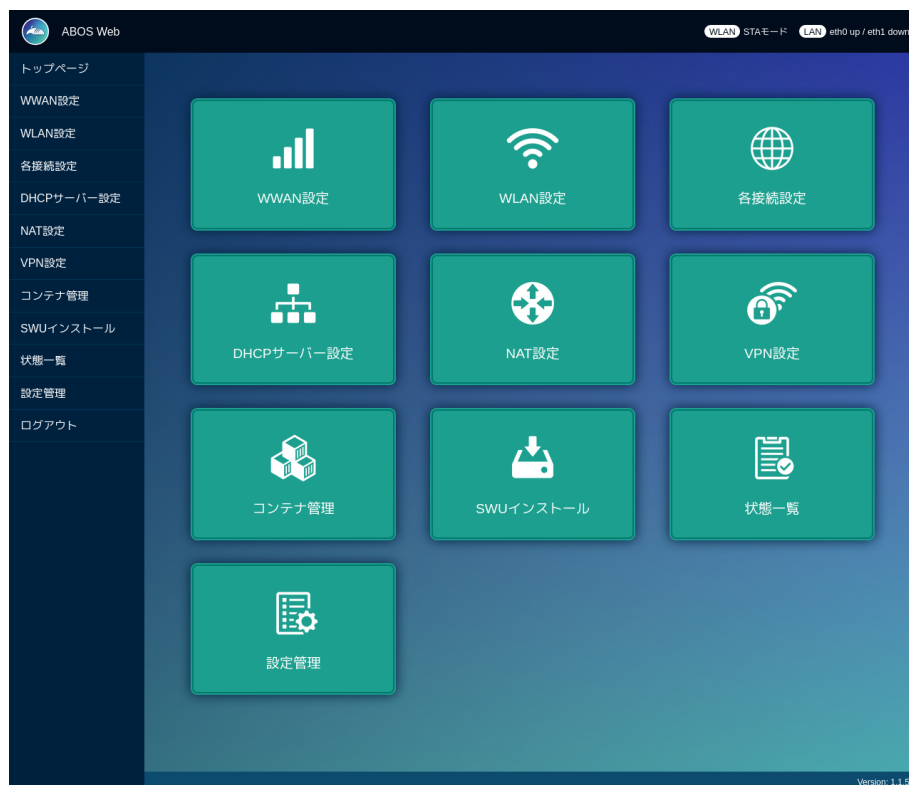 ABOS Web
WLAN STAモード LAN eth0 up / eth1 down
トップページ
WWAN設定
WLAN設定
各接続設定
DHCPサーバー設定
NAT設定
VPN設定
コンテナ管理
SWUインストール
状態一覧
設定管理
ログアウト
WWAN設定
WLAN設定
各接続設定
DHCPサーバー設定
NAT設定
VPN設定
コンテナ管理
SWUインストール
状態一覧
設定管理
Version: 1.1.5